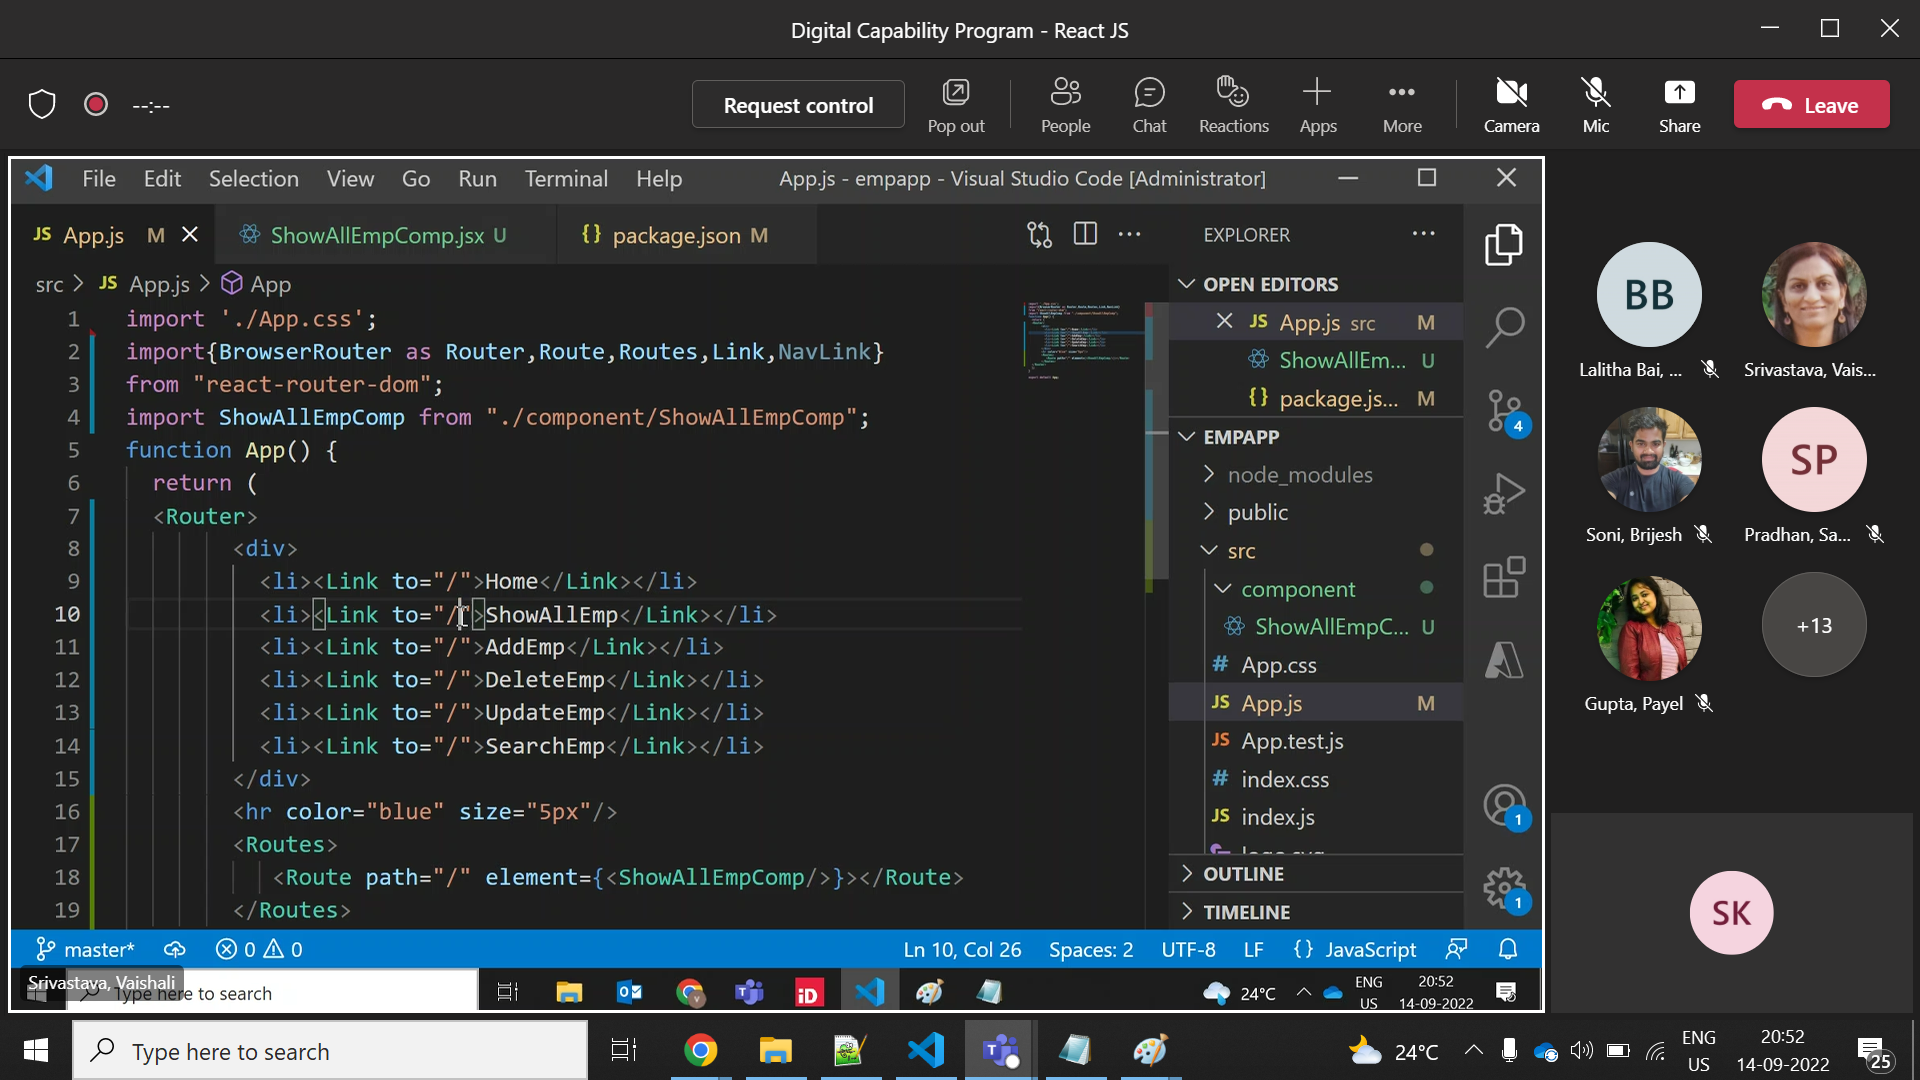 Digital Capability Program - React JS
--:--
Request control
Pop out
People
Chat
Reactions
Apps
More
Camera
Mic
Share
Leave
File Edit Selection View Go Run Terminal Help
App.js - empapp - Visual Studio Code [Administrator]
JS App.js M
ShowAllEmpComp.jsx U
{} package.json M
src > JS App.js > App
1 import './App.css';
2 import{BrowserRouter as Router,Route,Routes,Link,NavLink}
3 from "react-router-dom";
4 import ShowAllEmpComp from "./component/ShowAllEmpComp";
5 function App() {
6 return (
7 <Router>
8 <div>
9 <li><Link to="/">Home</Link></li>
10 <li><Link to="/">ShowAllEmp</Link></li>
11 <li><Link to="/">AddEmp</Link></li>
12 <li><Link to="/">DeleteEmp</Link></li>
13 <li><Link to="/">UpdateEmp</Link></li>
14 <li><Link to="/">SearchEmp</Link></li>
15 </div>
16 <hr color="blue" size="5px"/>
17 <Routes>
18 <Route path="/" element={<ShowAllEmpComp/>}></Route>
19 </Routes>
EXPLORER
OPEN EDITORS
JS App.js src M
ShowAllEm... U
{} package.js... M
EMPAPP
node_modules
public
src
component
ShowAllEmpC... U
# App.css
JS App.js M
JS App.test.js
# index.css
JS index.js
OUTLINE
TIMELINE
4
1
1
master*
0 0
Ln 10, Col 26
Spaces: 2
UTF-8
LF
{} JavaScript
Srivastava, Vaishali
Type here to search
iD
24°C
ENG
US
20:52
14-09-2022
BB
Lalitha Bai, ...
Srivastava, Vais...
Soni, Brijesh
SP
Pradhan, Sa...
Gupta, Payel
+13
SK
Type here to search
24°C
ENG
US
20:52
14-09-2022
25